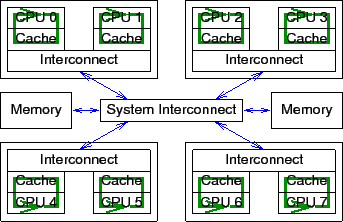 CPU 0 CPU 1 CPU 2 CPU 3
Cache Cache Cache Cache
Interconnect Interconnect
Memory System Interconnect Memory
Interconnect Interconnect
Cache Cache Cache Cache
CPU 4 CPU 5 CPU 6 CPU 7